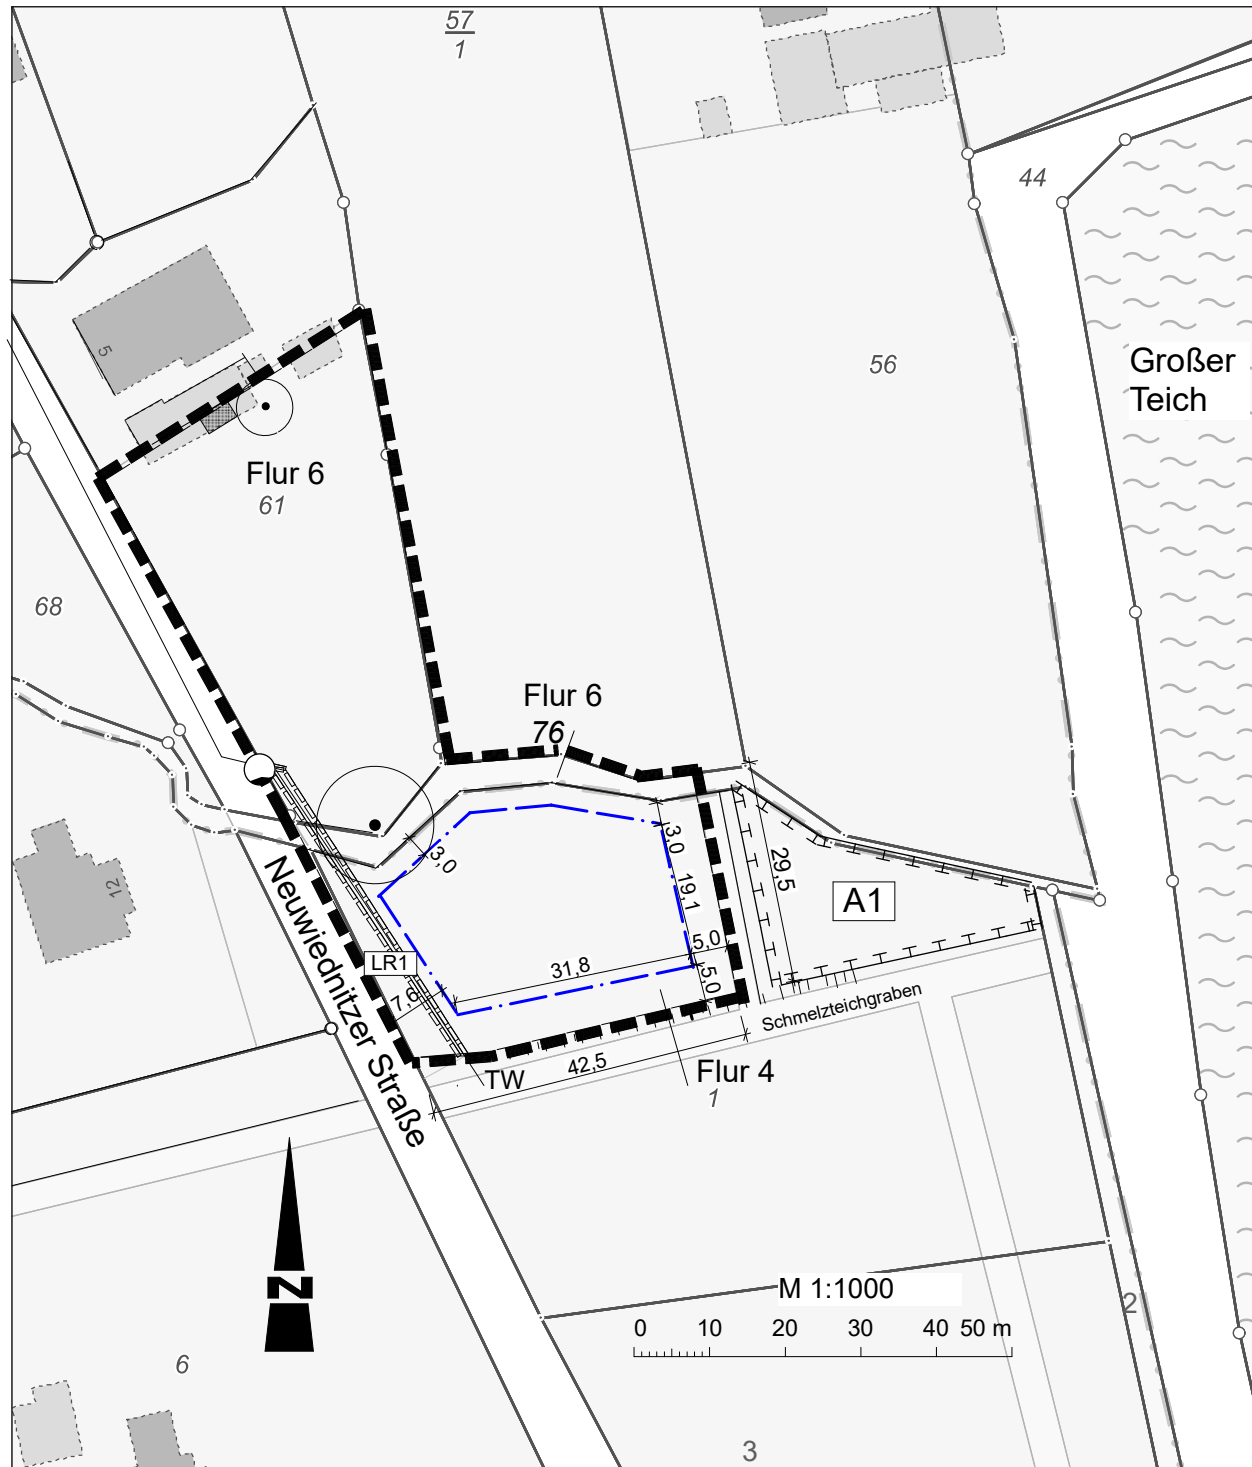 57
1
44
5
56
Großer
Teich
Flur 6
61
68
Flur 6
76
3,0
3,0
29,5
12
19,1
A1
5,0
LR1
31,8
5,0
7,6
Schmelzteichgraben
Neuwiednitzer Straße
42,5
TW
Flur 4
1
N
M 1:1000
2
0 10 20 30 40 50 m
6
3